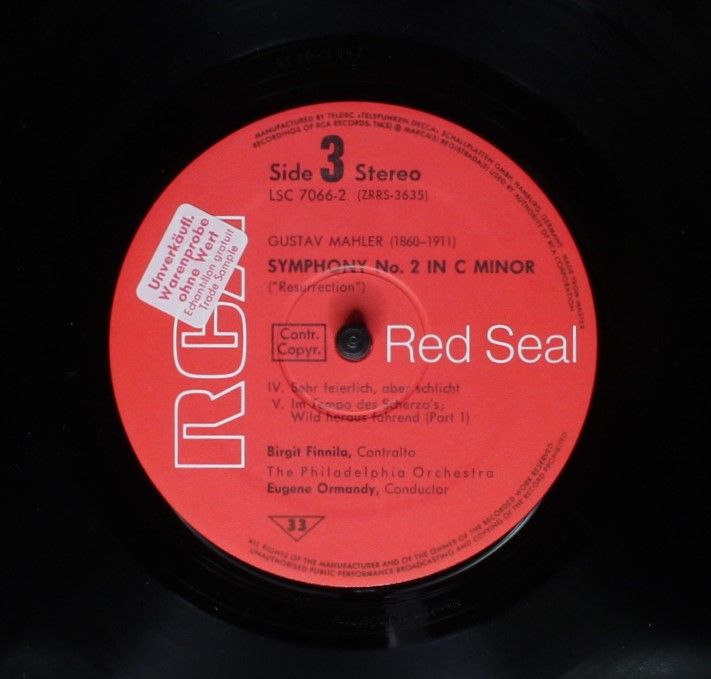 MANUFACTURED BY TELDEC »TELEFUNKEN-DECCA« SCHALLPLATTEN GMBH, HAMBURG, GERMANY MADE FROM MASTER
RECORDINGS OF RCA RECORDS. TM(S) ® MARCA(S) REGISTRADA(S) USED BY AUTHORITY OF RCA CORPORATION
Side 3 Stereo
LSC 7066-2 (ZRRS-3635)
Unverkäufl.
Warenprobe
ohne Wert
Echantillon gratuit
Trade Sample
RCA
GUSTAV MAHLER (1860–1911)
SYMPHONY No. 2 IN C MINOR
("Resurrection")
Contr.
Copyr.
Red Seal
IV. Sehr feierlich, aber schlicht
V. Im Tempo des Scherzo's;
Wild heraus fahrend (Part 1)
Birgit Finnila, Contralto
The Philadelphia Orchestra
Eugene Ormandy, Conductor
33
ALL RIGHTS OF THE MANUFACTURER AND OF THE OWNER OF THE RECORDED WORK RESERVED
UNAUTHORISED PUBLIC PERFORMANCE BROADCASTING AND COPYING OF THE RECORD PROHIBITED